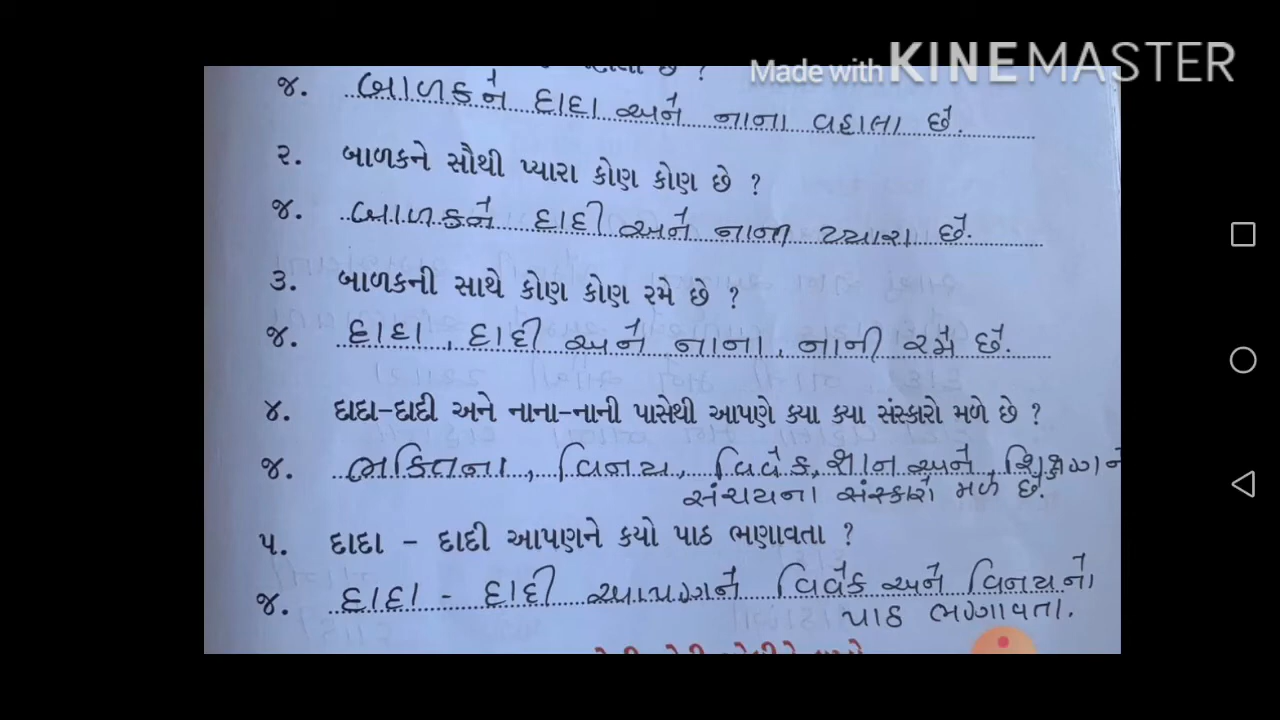 Made with KINEMASTER
છે ?
જ. બાળકને દાદા અને નાના વહાલા છે.
૨. બાળકને સૌથી પ્યારા કોણ કોણ છે ?
જ. બાળકને દાદી અને નાની પ્યારા છે.
૩. બાળકની સાથે કોણ કોણ રમે છે ?
જ. દાદા, દાદી અને નાના, નાની રમે છે.
૪. દાદા-દાદી અને નાના-નાની પાસેથી આપણે ક્યા ક્યા સંસ્કારો મળે છે ?
જ. ભકિતના, વિનય, વિવેક, જ્ઞાન અને, શિક્ષણને
સંચયના સંસ્કારો મળે છે.
૫. દાદા - દાદી આપણને કયો પાઠ ભણાવતા ?
જ. દાદા - દાદી આપણને વિવેક અને વિનયનો
પાઠ ભણાવતા.